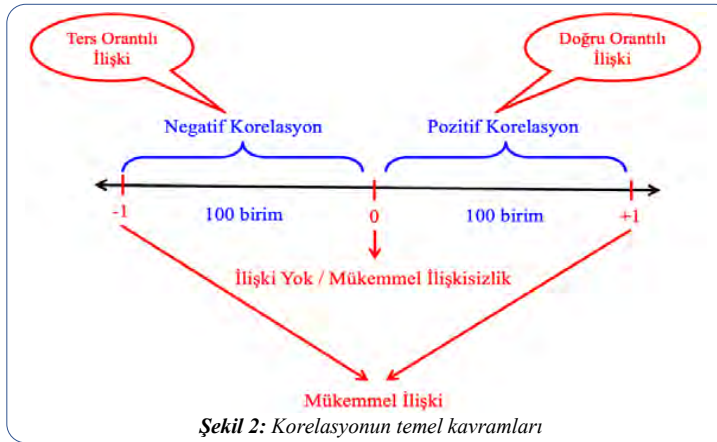 Ters Orantılı
İlişki
Doğru Orantılı
İlişki
Negatif Korelasyon
Pozitif Korelasyon
-1
100 birim
0
100 birim
+1
İlişki Yok / Mükemmel İlişkisizlik
Mükemmel İlişki
Şekil 2: Korelasyonun temel kavramları